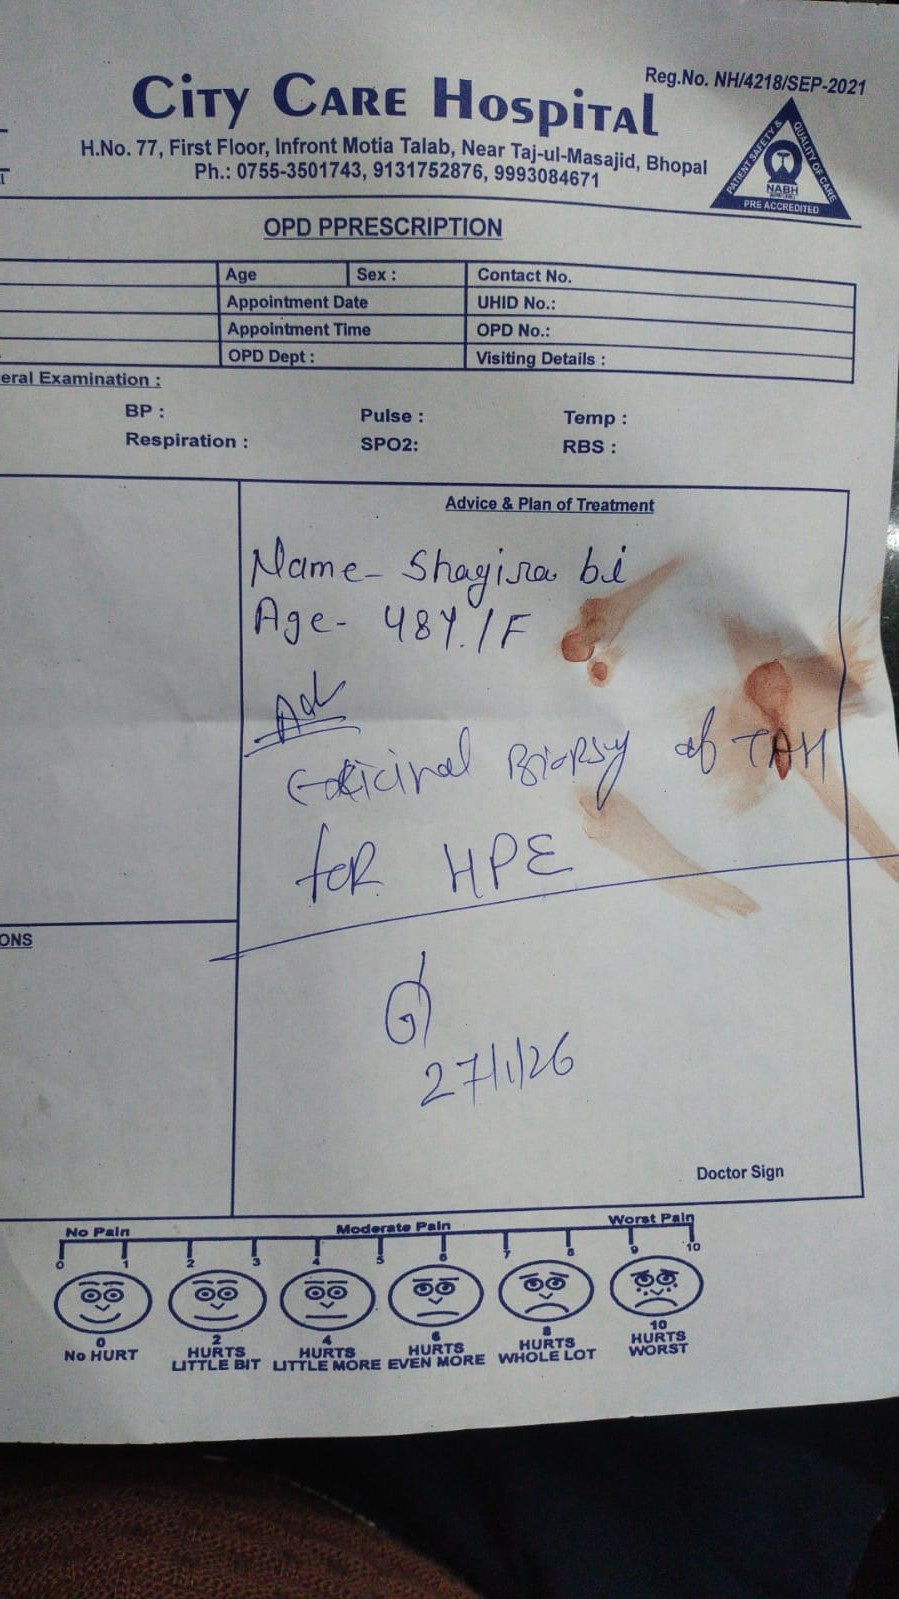 Reg.No. NH/4218/SEP-2021
City Care Hospital
H.No. 77, First Floor, Infront Motia Talab, Near Taj-ul-Masajid, Bhopal
Ph.: 0755-3501743, 9131752876, 9993084671
PATIENT SAFETY & QUALITY OF CARE
NABH
PRE ACCREDITED
OPD PPRESCRIPTION
Age Sex : Contact No.
Appointment Date UHID No.:
Appointment Time OPD No.:
OPD Dept : Visiting Details :
eral Examination :
BP : Pulse : Temp :
Respiration : SPO2: RBS :
Advice & Plan of Treatment
Name- Shagira bi
Age- 48Y./F
Adv
Biopsy of TAH
for HPE
ONS
27/1/26
Doctor Sign
No Pain Moderate Pain Worst Pain
0 1 2 3 4 5 6 7 8 9 10
0 2 4 6 8 10
No HURT HURTS LITTLE BIT HURTS LITTLE MORE HURTS EVEN MORE HURTS WHOLE LOT HURTS WORST